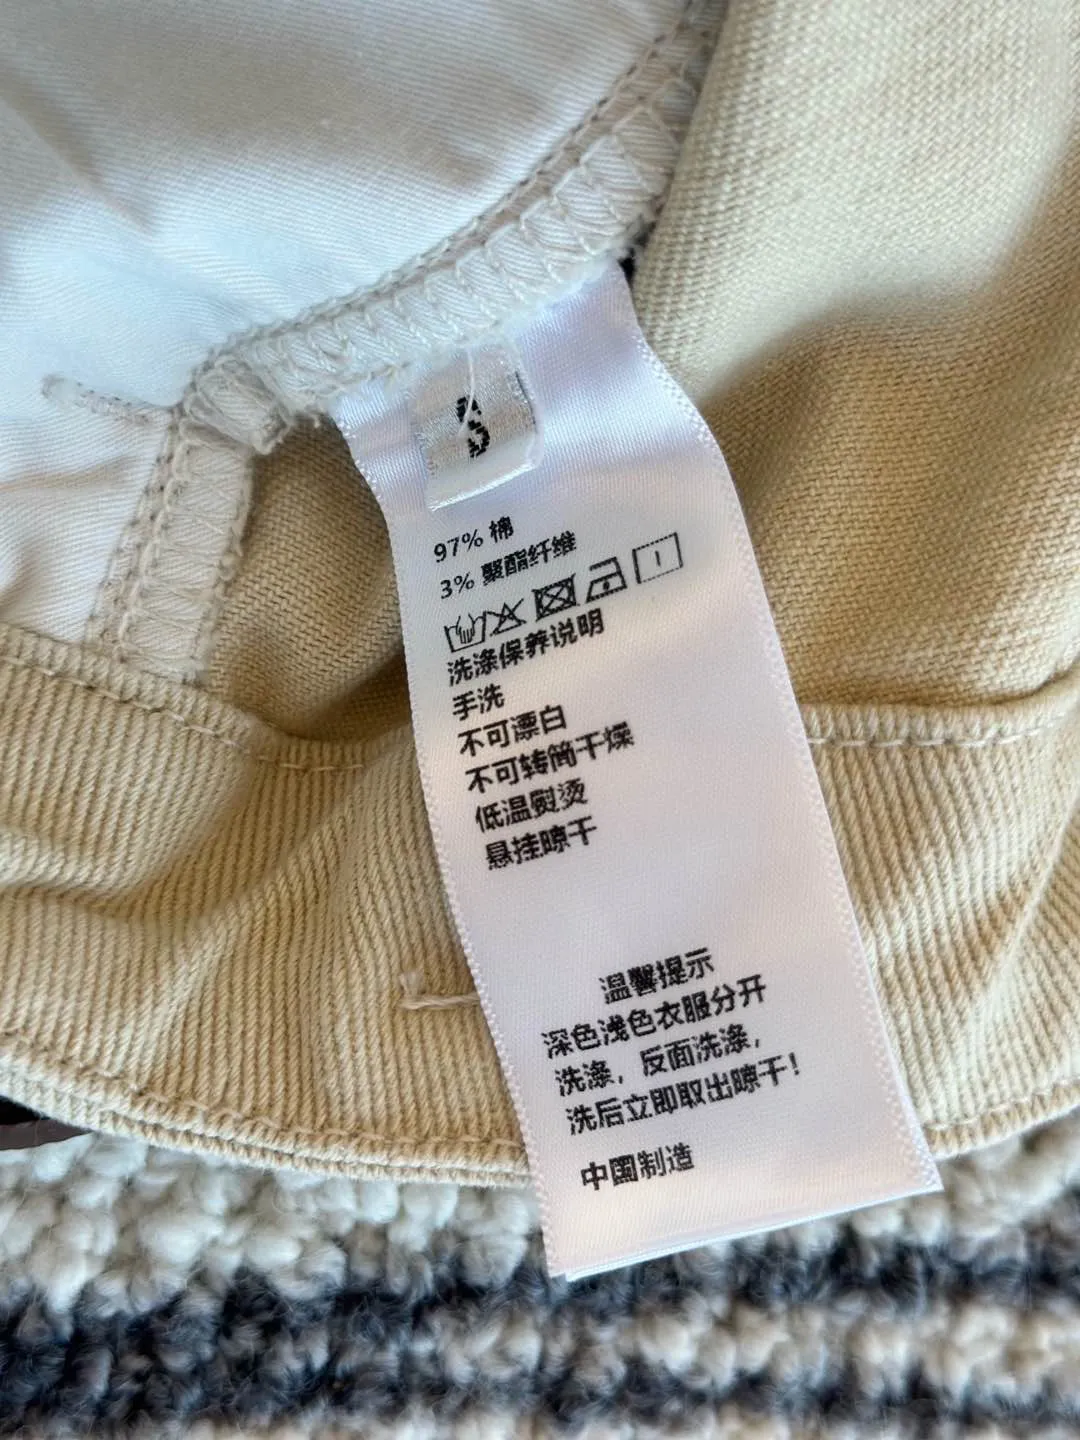 S
97% 棉
3% 聚酯纤维
洗涤保养说明
手洗
不可漂白
不可转筒干燥
低温熨烫
悬挂晾干
温馨提示
深色浅色衣服分开
洗涤，反面洗涤，
洗后立即取出晾干！
中国制造